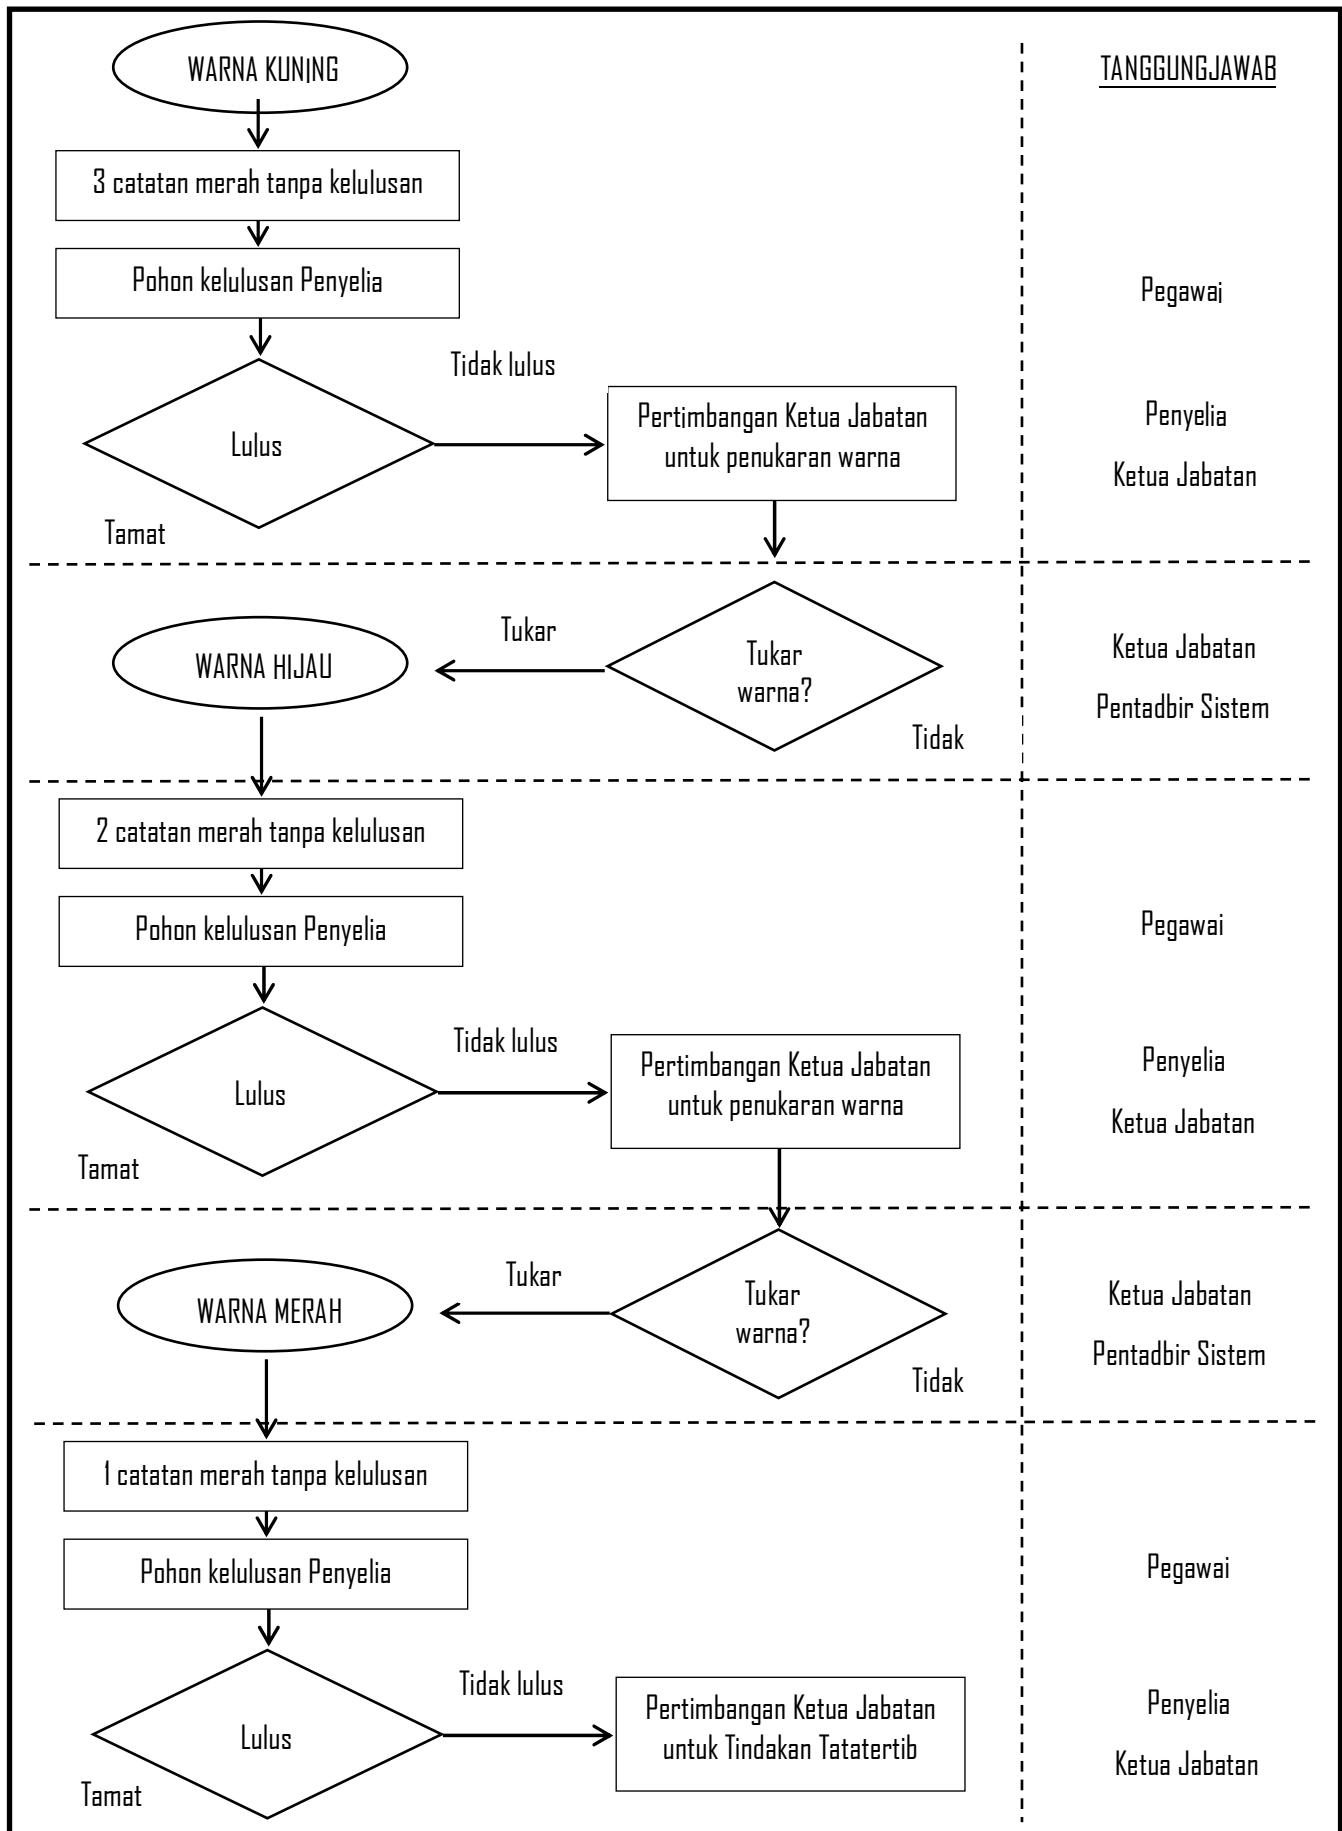 WARNA KUNING
TANGGUNGJAWAB
3 catatan merah tanpa kelulusan
Pohon kelulusan Penyelia
Pegawai
Tidak lulus
Lulus
Pertimbangan Ketua Jabatan
untuk penukaran warna
Penyelia
Ketua Jabatan
Tamat
Tukar
WARNA HIJAU
Tukar
warna?
Tidak
Ketua Jabatan
Pentadbir Sistem
2 catatan merah tanpa kelulusan
Pohon kelulusan Penyelia
Pegawai
Tidak lulus
Lulus
Pertimbangan Ketua Jabatan
untuk penukaran warna
Penyelia
Ketua Jabatan
Tamat
Tukar
WARNA MERAH
Tukar
warna?
Tidak
Ketua Jabatan
Pentadbir Sistem
1 catatan merah tanpa kelulusan
Pohon kelulusan Penyelia
Pegawai
Tidak lulus
Lulus
Pertimbangan Ketua Jabatan
untuk Tindakan Tatatertib
Penyelia
Ketua Jabatan
Tamat